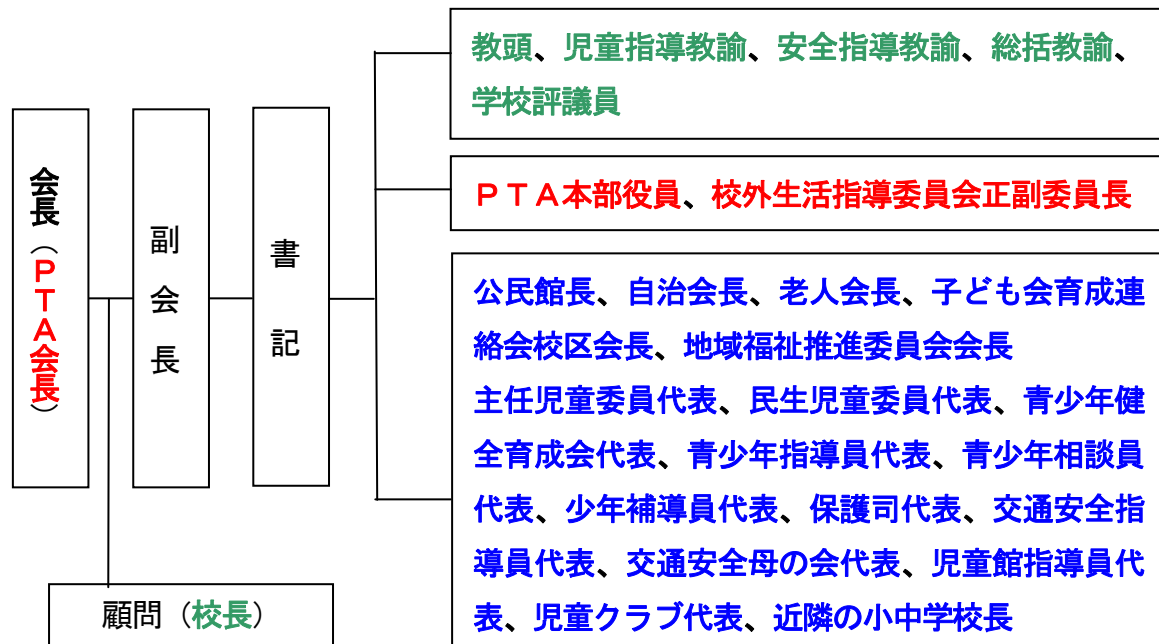 会長（ＰＴＡ会長）
副会長
書記
教頭、児童指導教諭、安全指導教諭、総括教諭、
学校評議員
ＰＴＡ本部役員、校外生活指導委員会正副委員長
公民館長、自治会長、老人会長、子ども会育成連
絡会校区会長、地域福祉推進委員会会長
主任児童委員代表、民生児童委員代表、青少年健
全育成会代表、青少年指導員代表、青少年相談員
代表、少年補導員代表、保護司代表、交通安全指
導員代表、交通安全母の会代表、児童館指導員代
表、児童クラブ代表、近隣の小中学校長
顧問（校長）